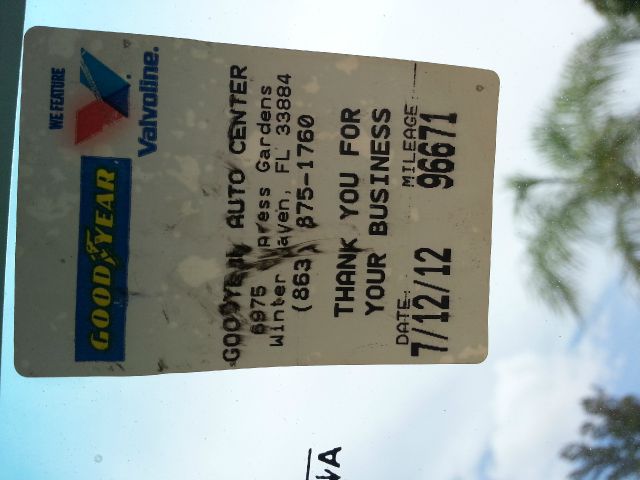 GOODYEAR
WE FEATURE
Valvoline.
GOODYEAR AUTO CENTER
6975 Gardens
Winter Haven, FL 33884
(863) 875-1760
THANK YOU FOR
YOUR BUSINESS
DATE: MILEAGE:
7/12/12 96671